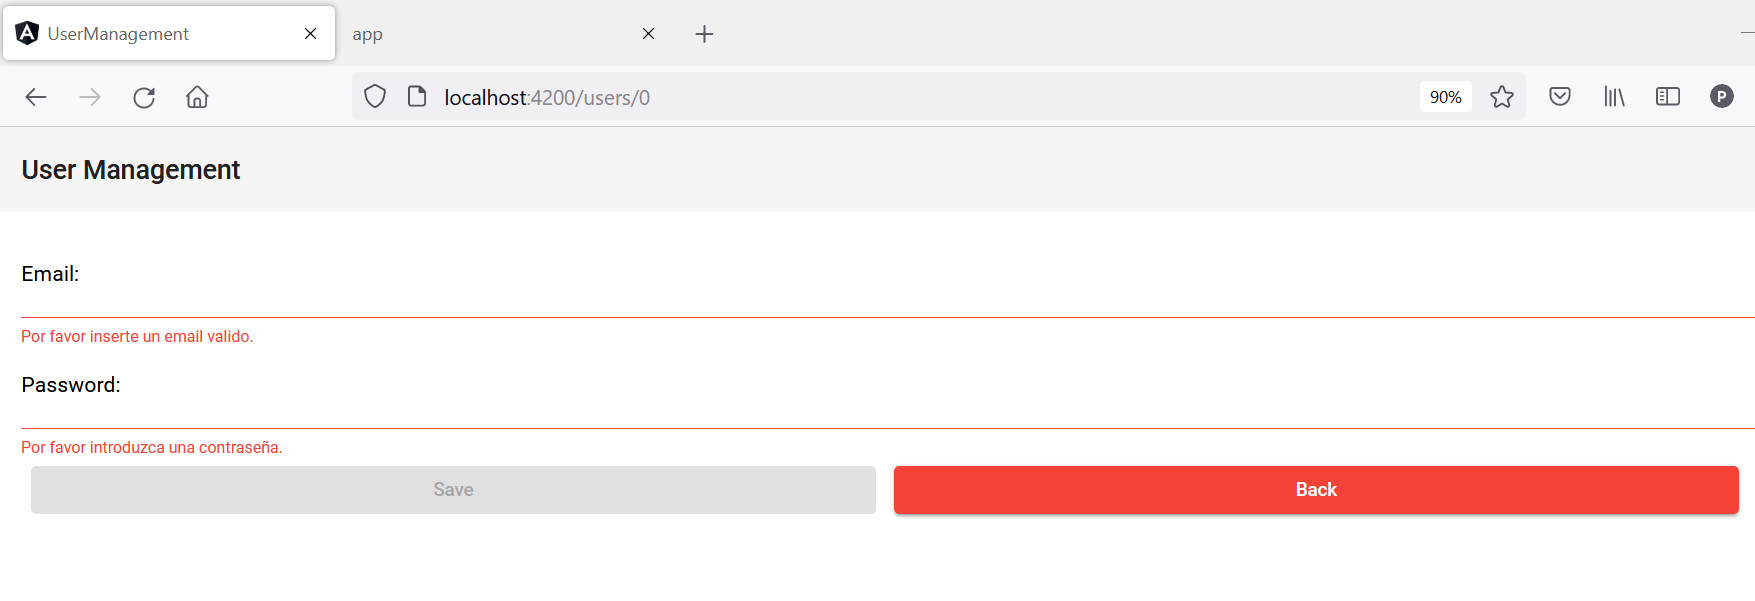 UserManagement
app
localhost:4200/users/0
90%
P
User Management
Email:
Por favor inserte un email valido.
Password:
Por favor introduzca una contraseña.
Save
Back